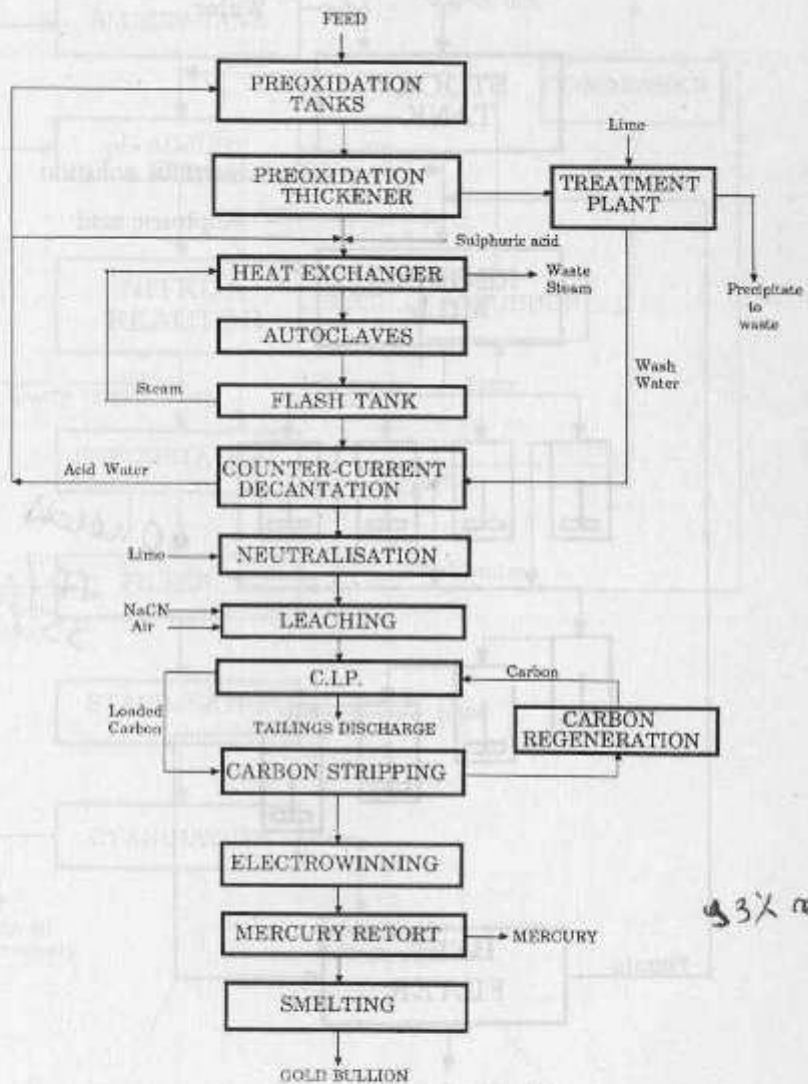 FEED
PREOXIDATION
TANKS
Lime
PREOXIDATION
THICKENER
TREATMENT
PLANT
Sulphuric acid
HEAT EXCHANGER
Waste
Steam
Precipitate
to
waste
AUTOCLAVES
Wash
Water
Steam
FLASH TANK
Acid Water
COUNTER-CURRENT
DECANTATION
Lime
NEUTRALISATION
NaCN
Air
LEACHING
C.I.P.
Carbon
Loaded
Carbon
TAILINGS DISCHARGE
CARBON
REGENERATION
CARBON STRIPPING
ELECTROWINNING
MERCURY RETORT
MERCURY
SMELTING
GOLD BULLION